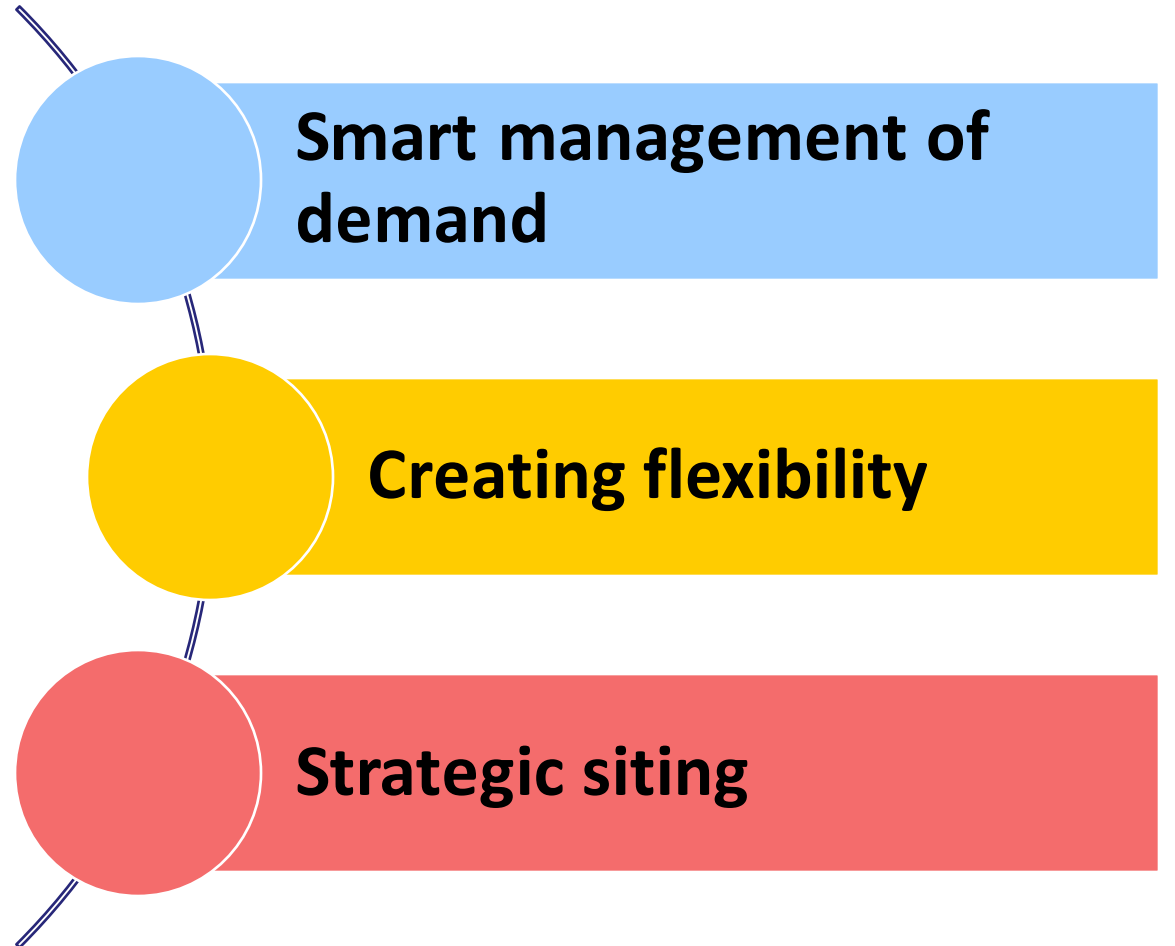 Smart management of
demand
Creating flexibility
Strategic siting